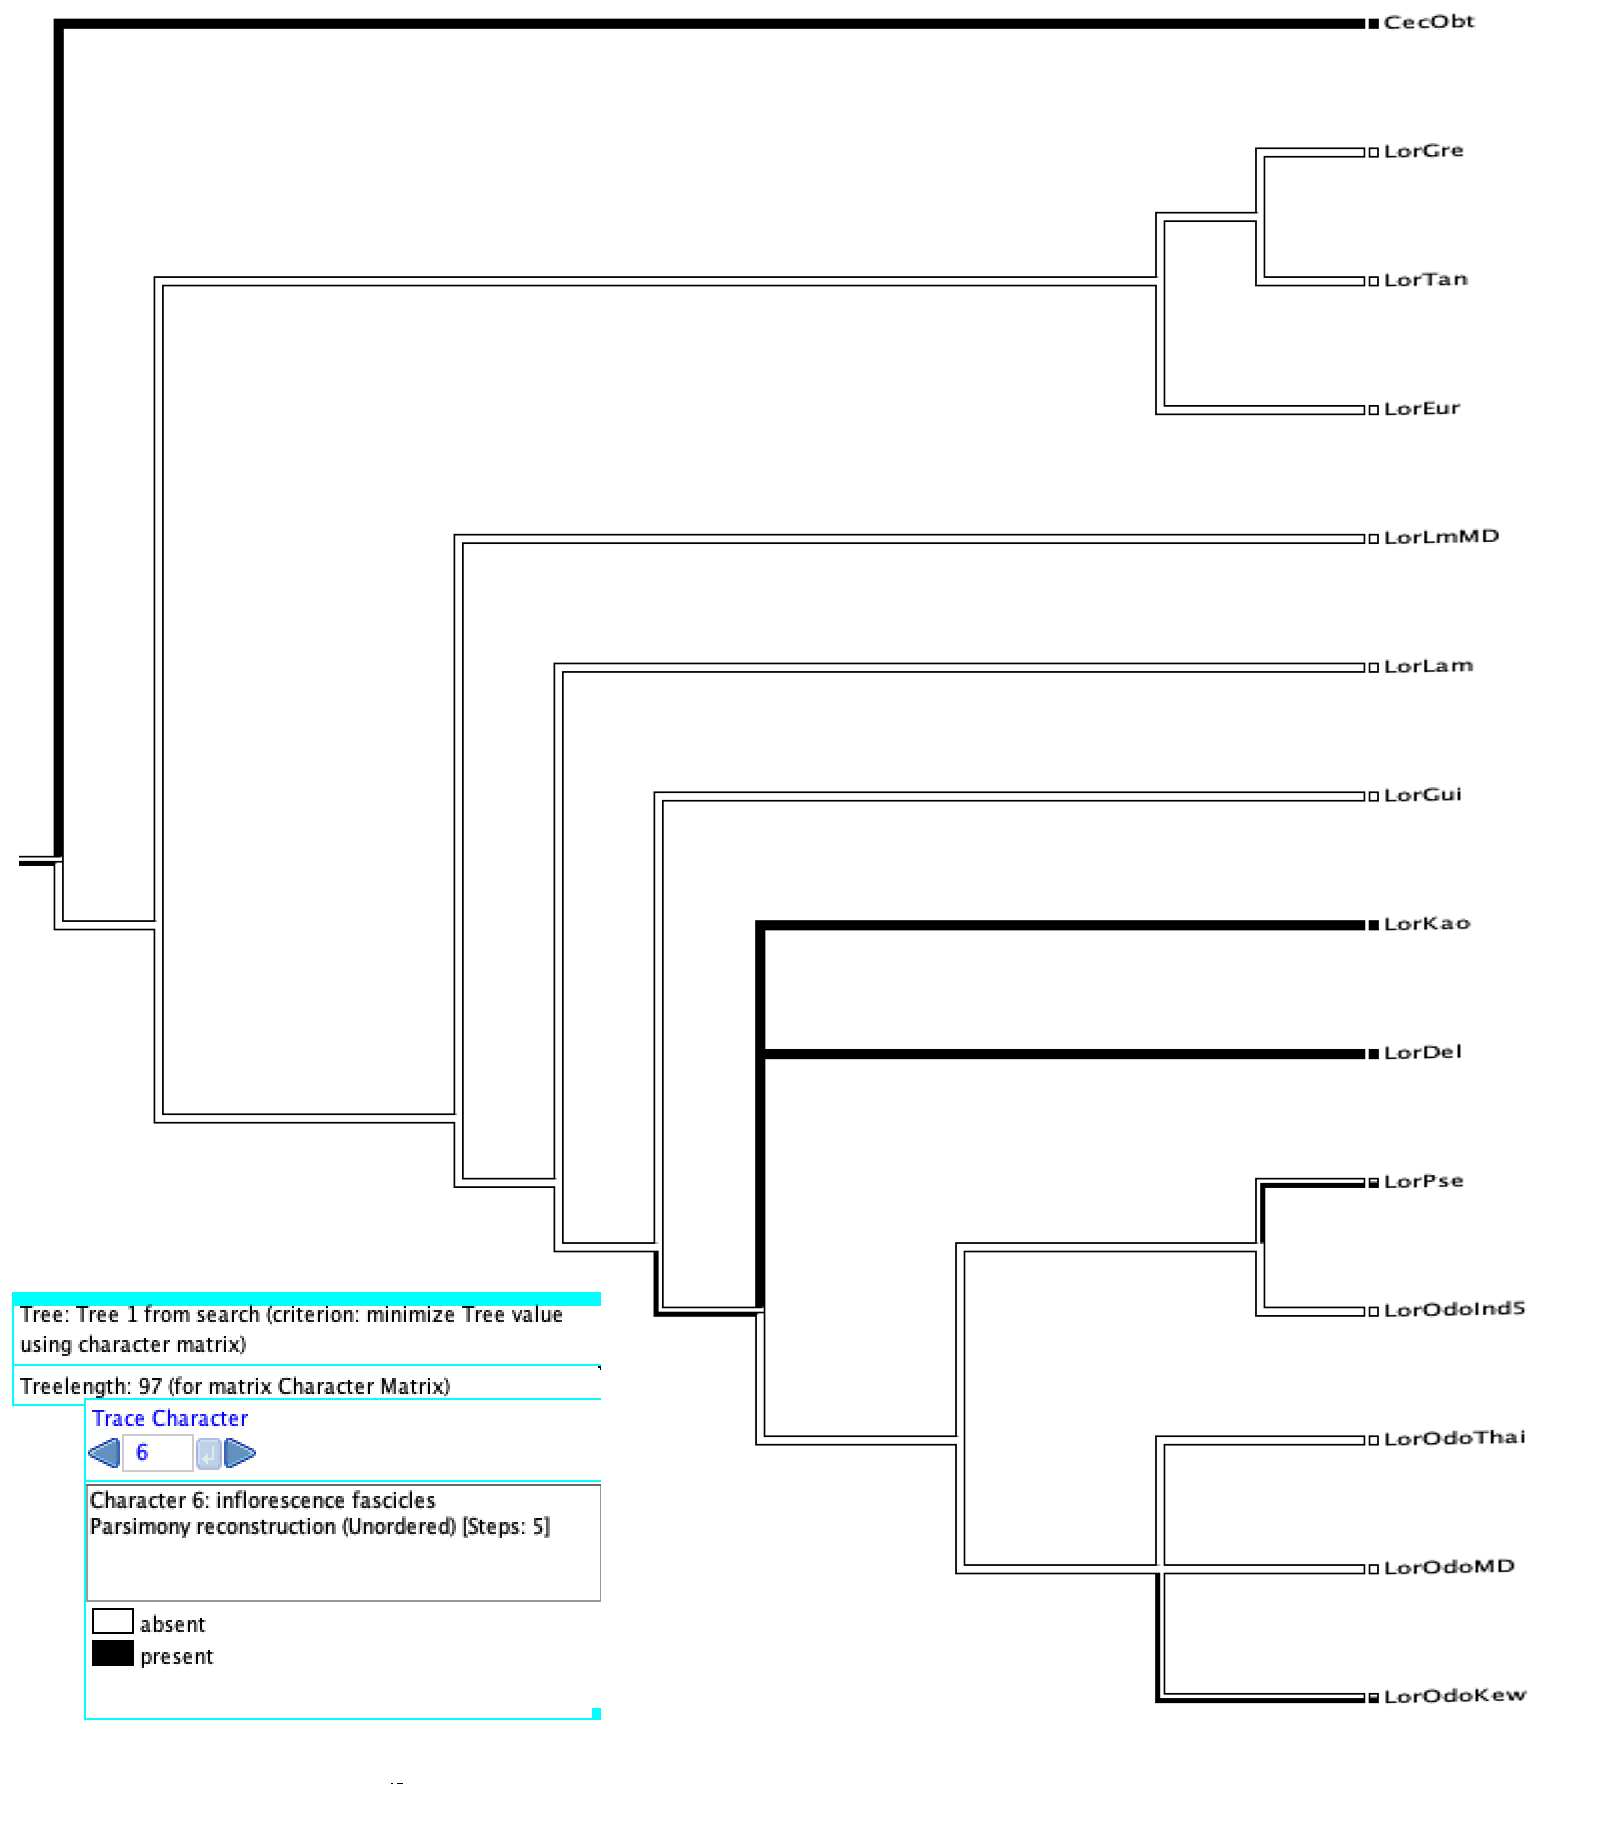 CecObt
LorGre
LorTan
LorEur
LorLmMD
LorLam
LorGui
LorKao
LorDel
LorPse
LorOdoIndS
LorOdoThai
LorOdoMD
LorOdoKew
Tree: Tree 1 from search (criterion: minimize Tree value
using character matrix)
Treelength: 97 (for matrix Character Matrix)
Trace Character
6
Character 6: inflorescence fascicles
Parsimony reconstruction (Unordered) [Steps: 5]
absent
present